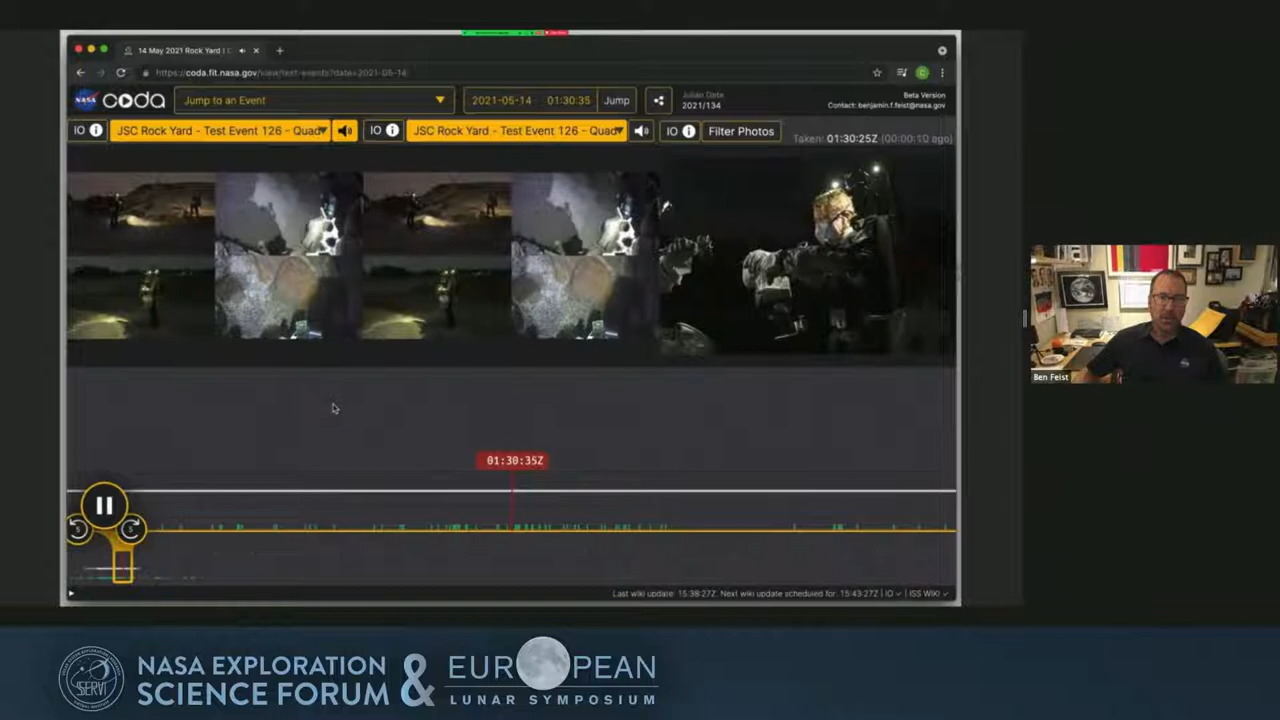 14 May 2021 Rock Yard | C
https://coda.fit.nasa.gov/view/test-events?date=2021-05-14
C
NASA
CODA
Jump to an Event
2021-05-14 01:30:35 Jump
Julian Date
2021/134
Beta Version
Contact: benjamin.f.feist@nasa.gov
IO JSC Rock Yard - Test Event 126 - Quad
IO JSC Rock Yard - Test Event 126 - Quad
IO Filter Photos
Taken: 01:30:25Z (00:00:10 ago)
01:30:35Z
5 5
Last wiki update: 15:38:27Z. Next wiki update scheduled for: 15:43:27Z | IO ✓ | ISS WIKI ✓
Ben Feist
SSERVI
NASA EXPLORATION
SCIENCE FORUM
&
EUROPEAN
LUNAR SYMPOSIUM